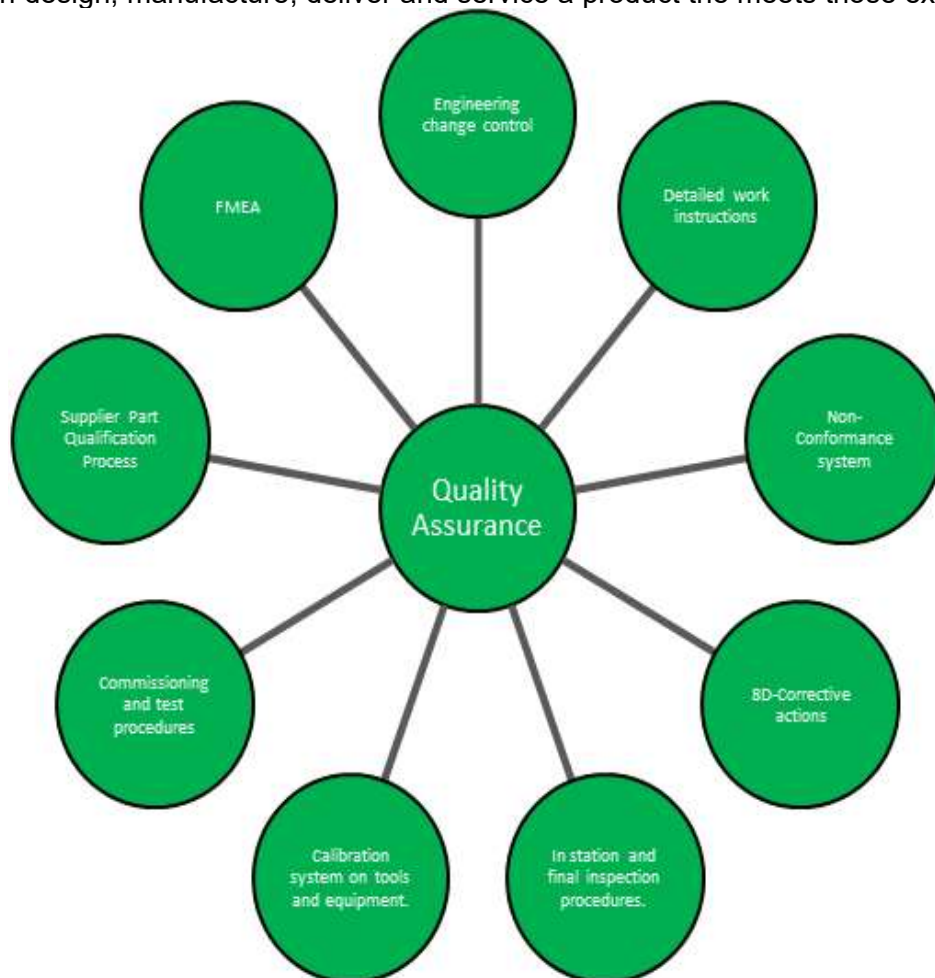 design, manufacture, deliver and service a product the meets these
Engineering
change control
Detailed work
instructions
FMEA
Non-
Conformance
system
Supplier Part
Qualification
Process
Quality
Assurance
8D-Corrective
actions
Commissioning
and test
procedures
Calibration
system on tools
and equipment.
In station and
final inspection
procedures.